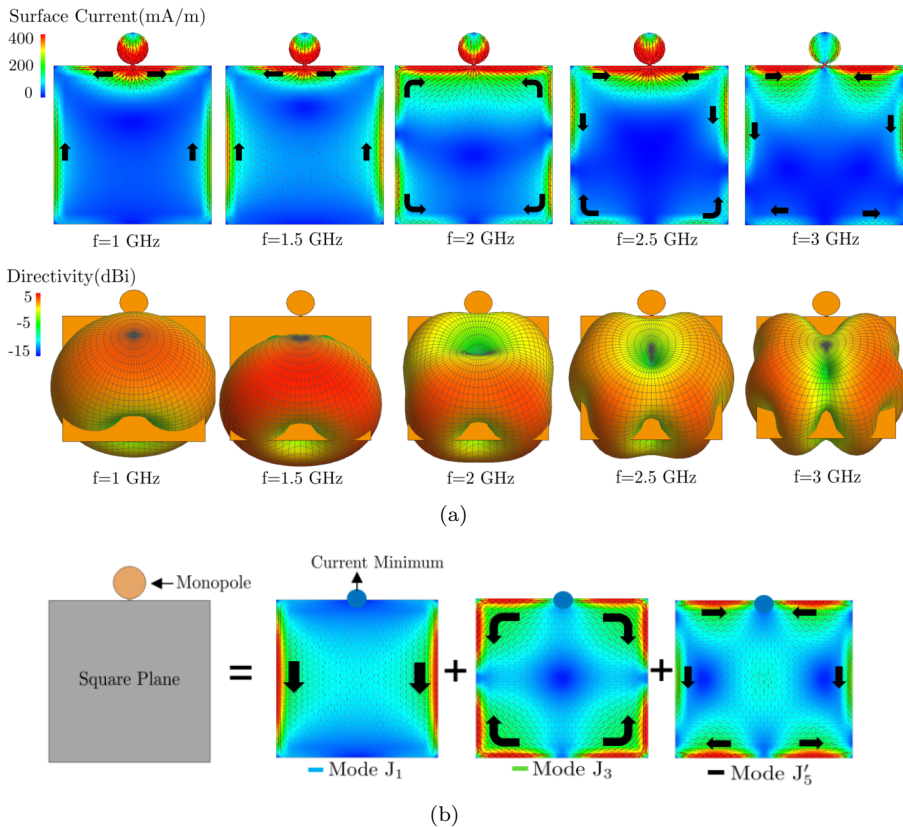 Surface Current(mA/m)
400
200
0
f=1 GHz
f=1.5 GHz
f=2 GHz
f=2.5 GHz
f=3 GHz
Directivity(dBi)
5
-5
-15
f=1 GHz
f=1.5 GHz
f=2 GHz
f=2.5 GHz
f=3 GHz
(a)
Current Minimum
Monopole
Square Plane
=
+
+
Mode J₁
Mode J₃
Mode J′₅
(b)